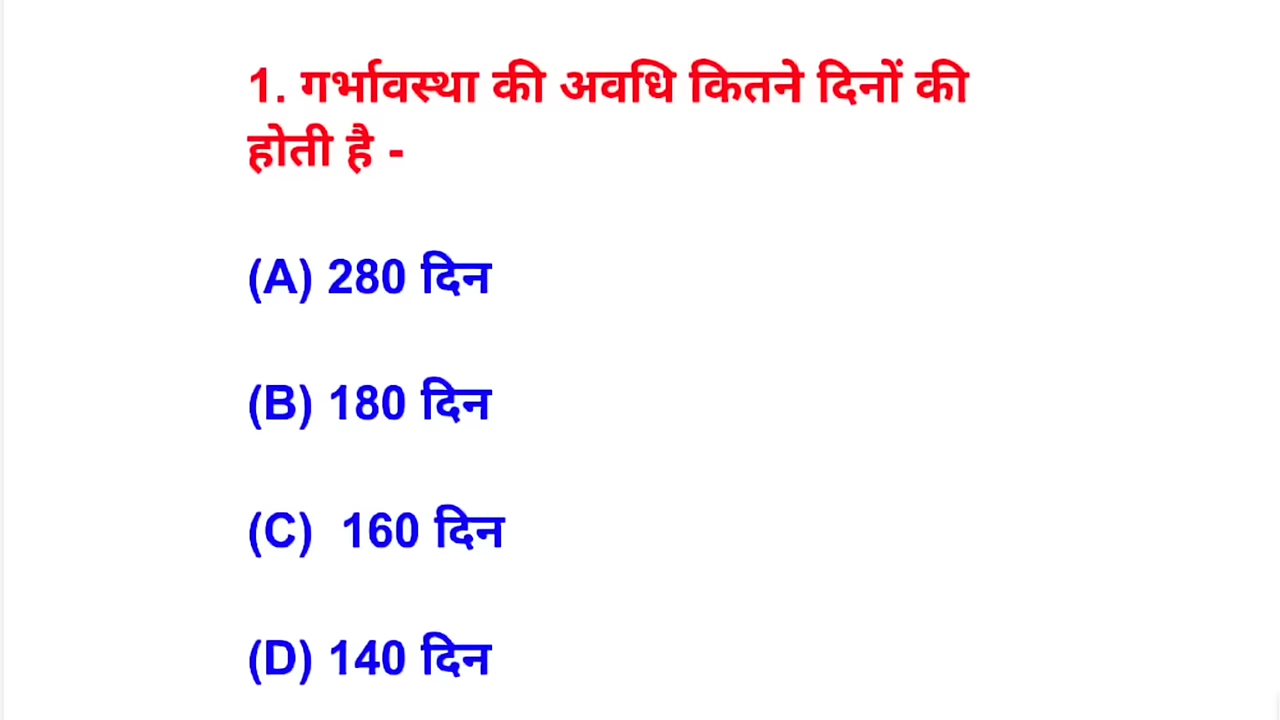 1. गर्भावस्था की अवधि कितने दिनों की
होती है -
(A) 280 दिन
(B) 180 दिन
(C) 160 दिन
(D) 140 दिन